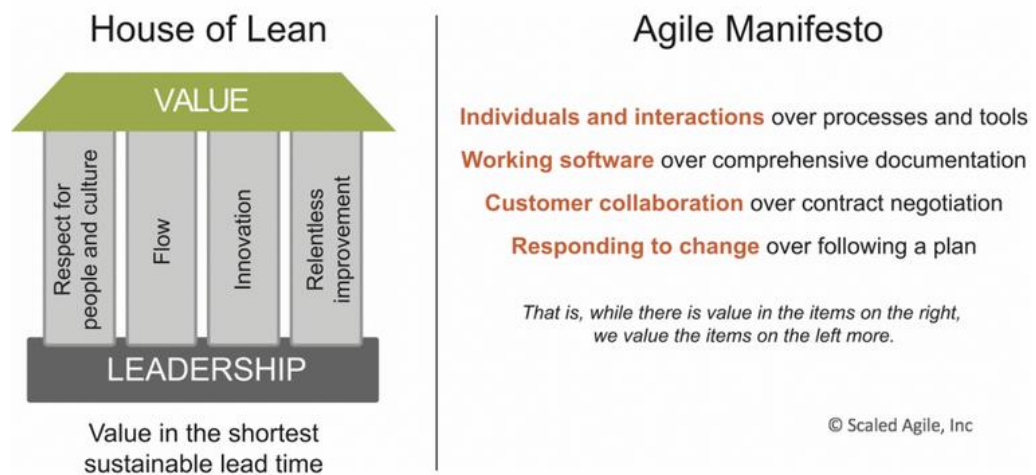 House of Lean
VALUE
Respect for
people and culture
Flow
Innovation
Relentless
improvement
LEADERSHIP
Value in the shortest
sustainable lead time
Agile Manifesto
Individuals and interactions over processes and tools
Working software over comprehensive documentation
Customer collaboration over contract negotiation
Responding to change over following a plan
That is, while there is value in the items on the right,
we value the items on the left more.
© Scaled Agile, Inc